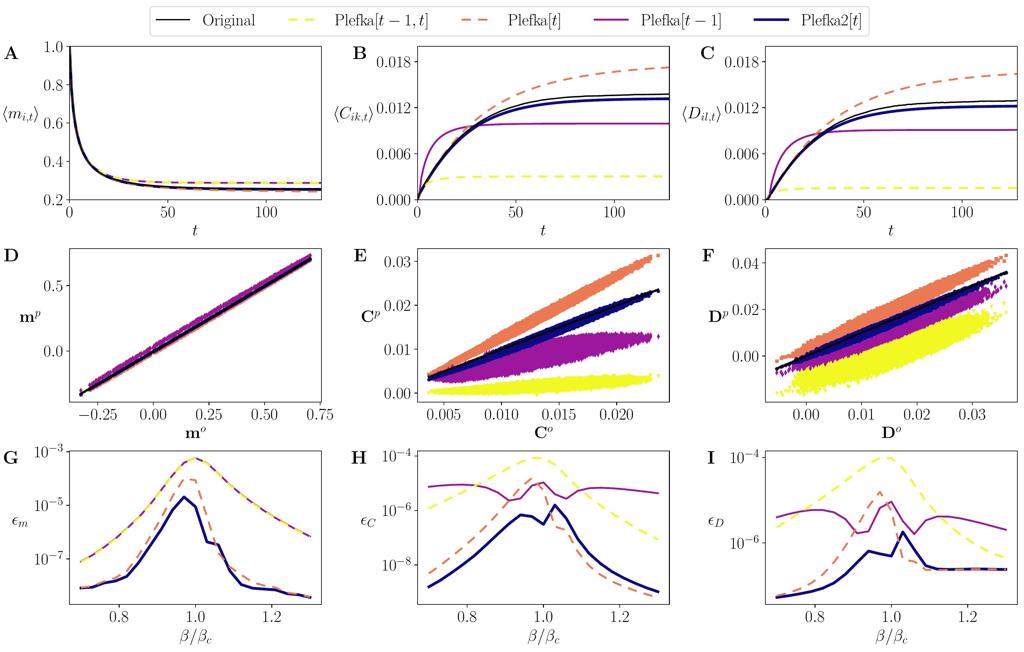 Original Plefka[t − 1, t] Plefka[t] Plefka[t − 1] Plefka2[t]
A B C
1.0 0.8 0.6 0.4 0.2
⟨m_{i,t}⟩
0 50 100
t
0.018 0.012 0.006 0.000
⟨C_{ik,t}⟩
0 50 100
t
0.018 0.012 0.006 0.000
⟨D_{il,t}⟩
0 50 100
t
D E F
0.5 0.0
m^p
−0.25 0.00 0.25 0.50 0.75
m^o
0.03 0.02 0.01 0.00
C^p
0.005 0.010 0.015 0.020
C^o
0.04 0.02 0.00
D^p
0.00 0.01 0.02 0.03
D^o
G H I
10^{−3} 10^{−5} 10^{−7}
ϵ_m
0.8 1.0 1.2
β/β_c
10^{−4} 10^{−6} 10^{−8}
ϵ_C
0.8 1.0 1.2
β/β_c
10^{−4} 10^{−6}
ϵ_D
0.8 1.0 1.2
β/β_c